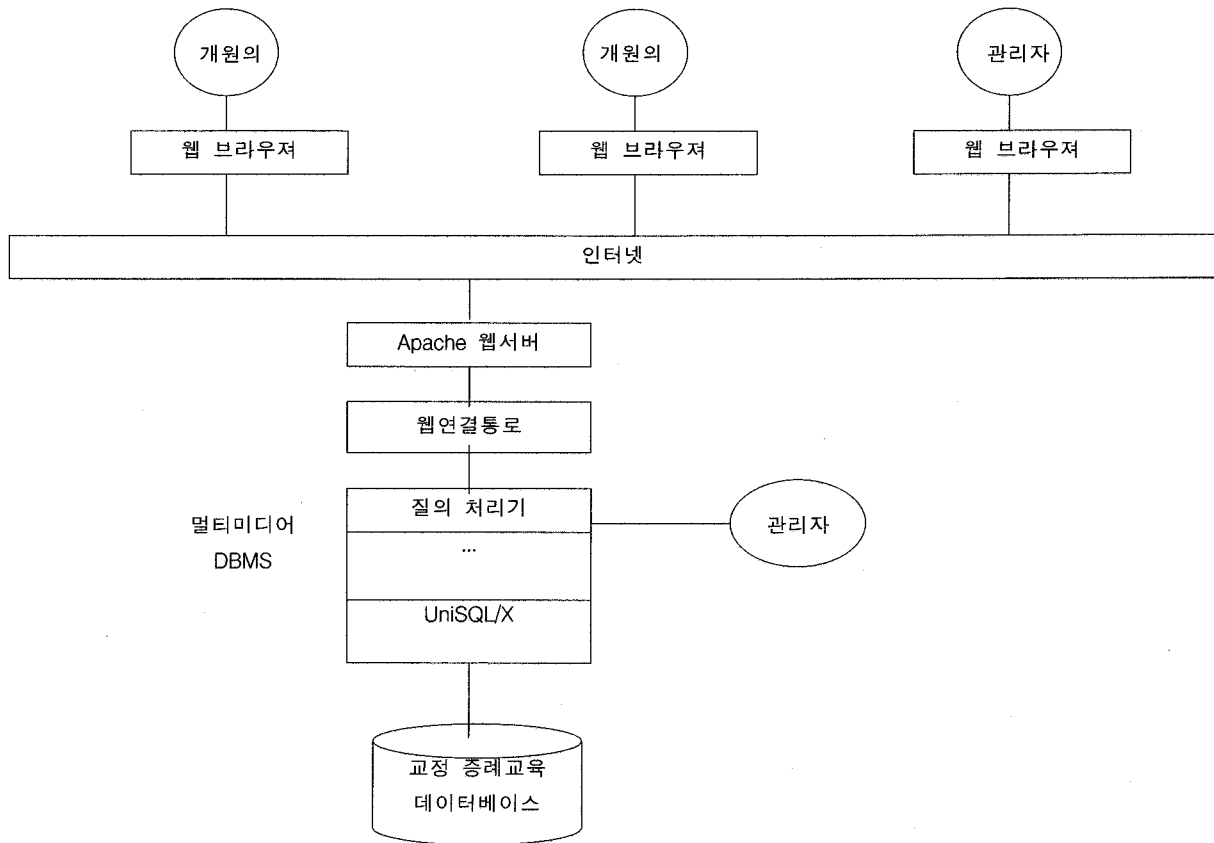 개원의
개원의
관리자
웹 브라우져
웹 브라우져
웹 브라우져
인터넷
Apache 웹서버
웹연결통로
질의 처리기
...
UniSQL/X
멀티미디어
DBMS
관리자
교정 증례교육
데이터베이스